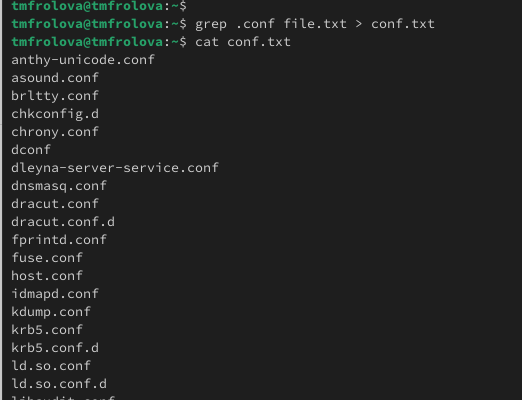 tmfrolova@tmfrolova:~$
tmfrolova@tmfrolova:~$ grep .conf file.txt > conf.txt
tmfrolova@tmfrolova:~$ cat conf.txt
anthy-unicode.conf
asound.conf
brltty.conf
chkconfig.d
chrony.conf
dconf
dleyna-server-service.conf
dnsmasq.conf
dracut.conf
dracut.conf.d
fprintd.conf
fuse.conf
host.conf
idmapd.conf
kdump.conf
krb5.conf
krb5.conf.d
ld.so.conf
ld.so.conf.d
libaudit.conf